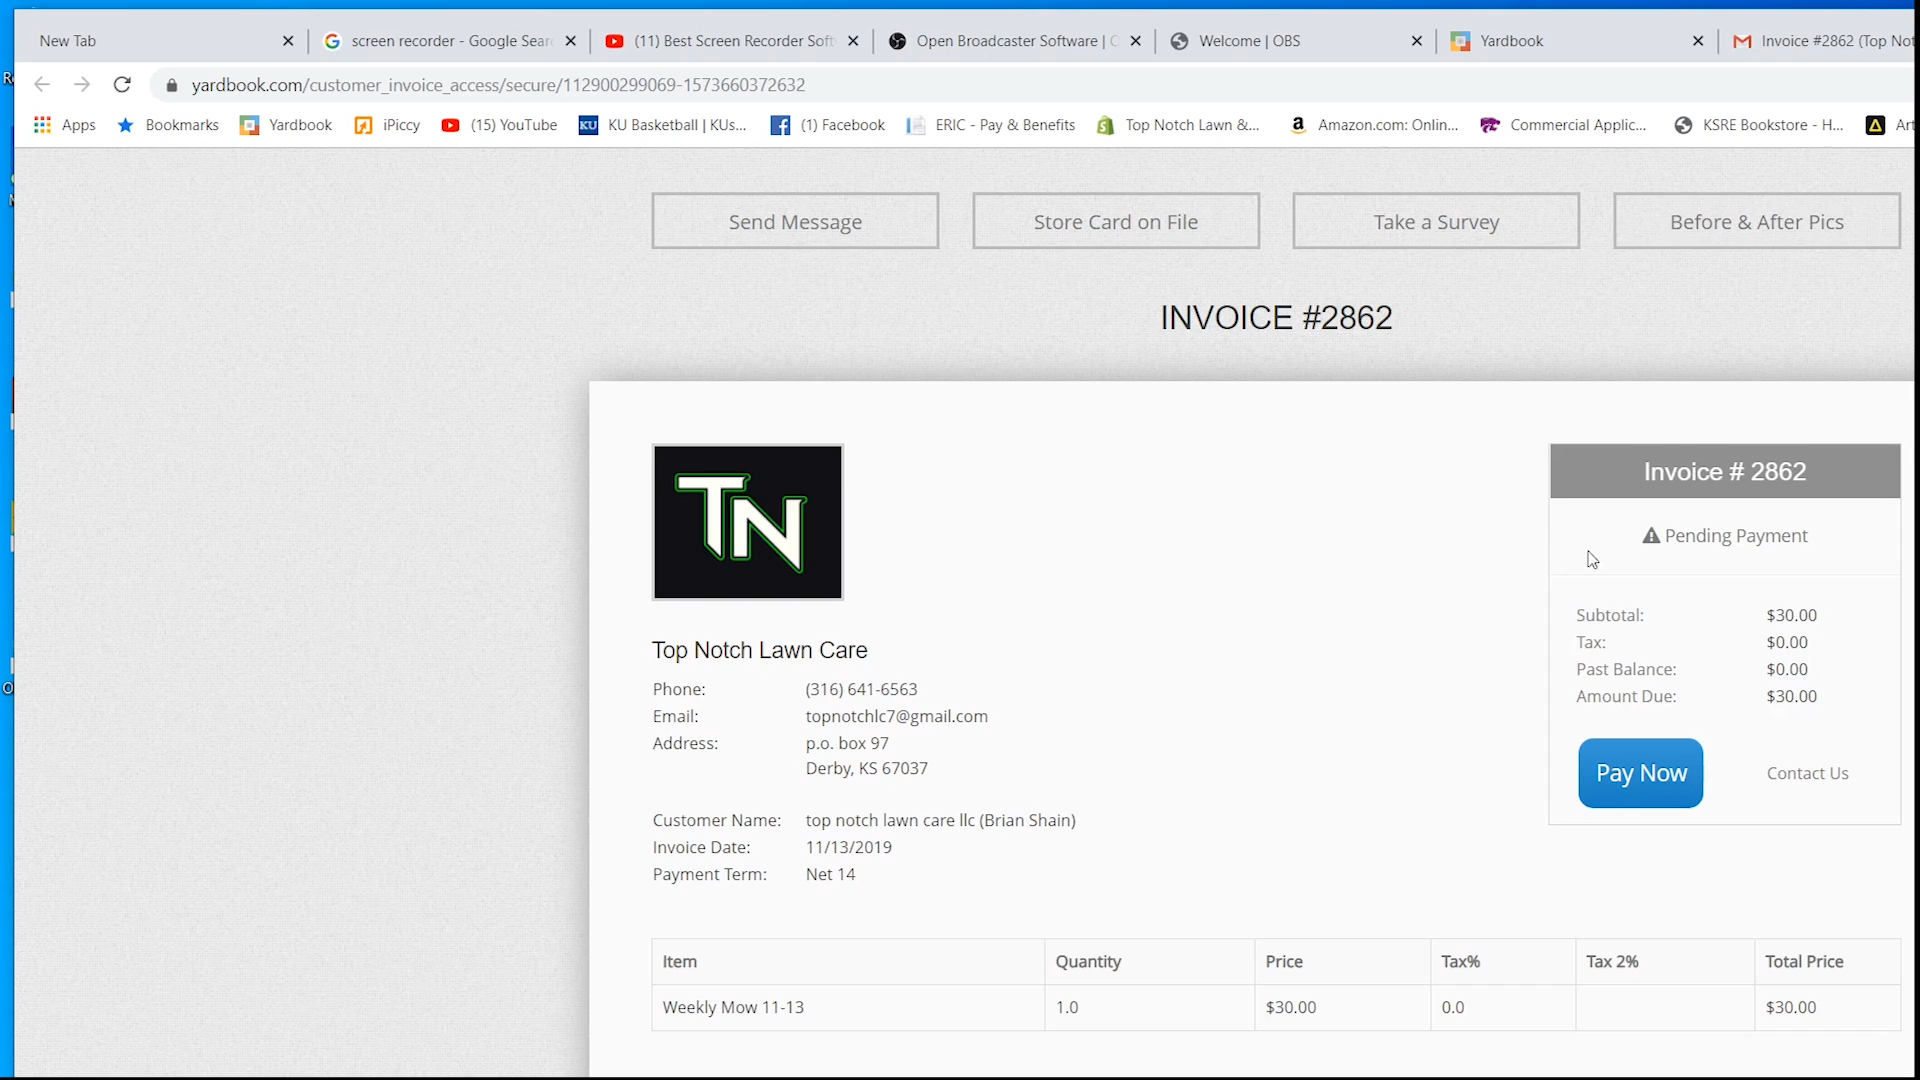 New Tab
screen recorder - Google Sear
(11) Best Screen Recorder Soft
Open Broadcaster Software | O
Welcome | OBS
Yardbook
Invoice #2862 (Top Not
yardbook.com/customer_invoice_access/secure/112900299069-1573660372632
Apps
Bookmarks
Yardbook
iPiccy
(15) YouTube
KU
KU Basketball | KUs...
(1) Facebook
ERIC - Pay & Benefits
Top Notch Lawn &...
Amazon.com: Onlin...
Commercial Applic...
KSRE Bookstore - H...
Art
Send Message
Store Card on File
Take a Survey
Before & After Pics
INVOICE #2862
TN
Invoice # 2862
Pending Payment
Subtotal: $30.00
Tax: $0.00
Past Balance: $0.00
Amount Due: $30.00
Pay Now
Contact Us
Top Notch Lawn Care
Phone: (316) 641-6563
Email: topnotchlc7@gmail.com
Address: p.o. box 97
Derby, KS 67037
Customer Name: top notch lawn care llc (Brian Shain)
Invoice Date: 11/13/2019
Payment Term: Net 14
Item Quantity Price Tax% Tax 2% Total Price
Weekly Mow 11-13 1.0 $30.00 0.0 $30.00